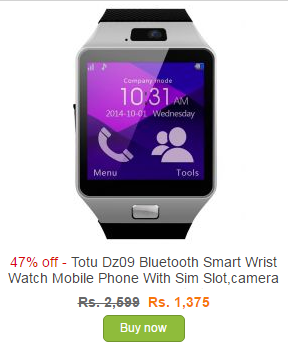 Company mode
10:31 AM
2014-10-01 Wednesday
Menu Tools
47% off - Totu Dz09 Bluetooth Smart Wrist
Watch Mobile Phone With Sim Slot,camera
Rs. 2,599 Rs. 1,375
Buy now